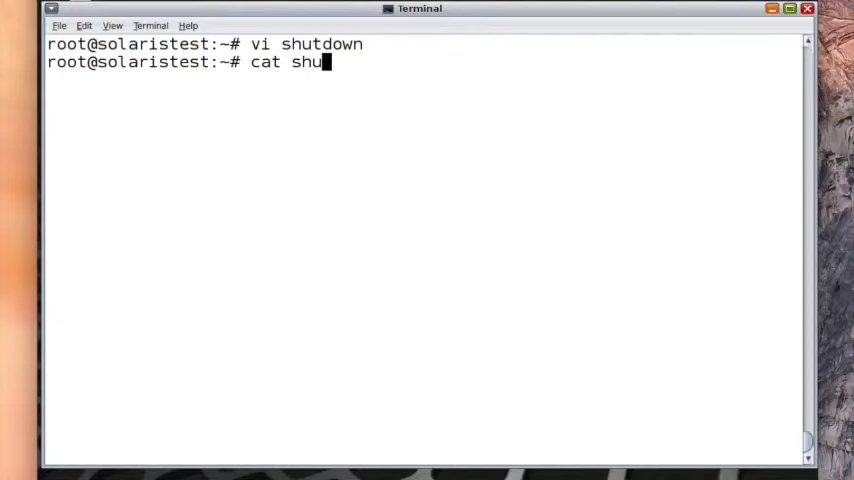 Terminal
File Edit View Terminal Help
root@solaristest:~# vi shutdown
root@solaristest:~# cat shu